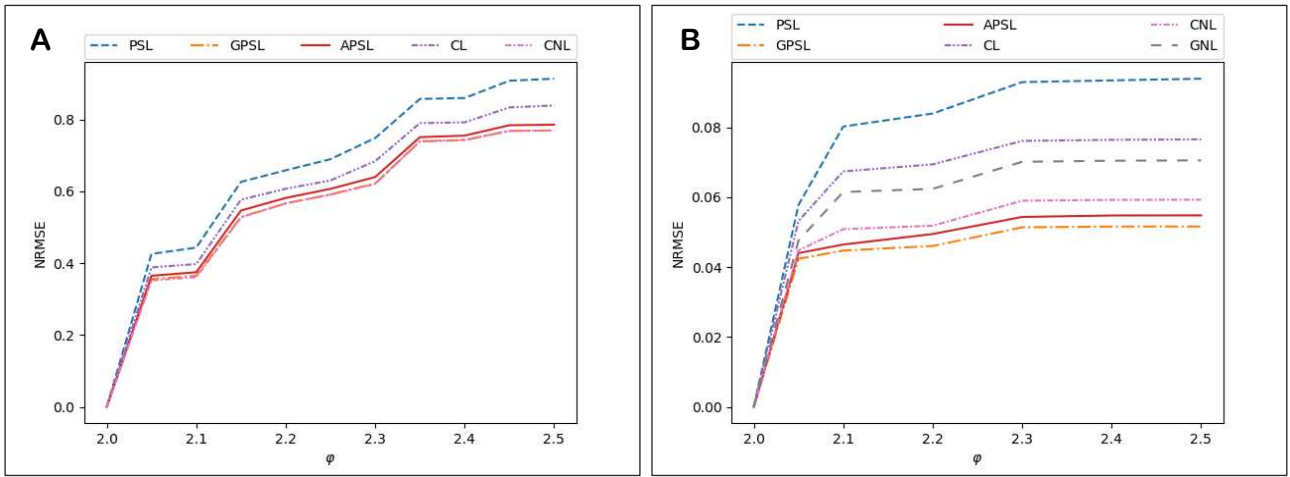 A
PSL GPSL APSL CL CNL
0.8
0.6
0.4
0.2
0.0
NRMSE
2.0 2.1 2.2 2.3 2.4 2.5
φ
B
PSL APSL CNL
GPSL CL GNL
0.08
0.06
0.04
0.02
0.00
NRMSE
2.0 2.1 2.2 2.3 2.4 2.5
φ